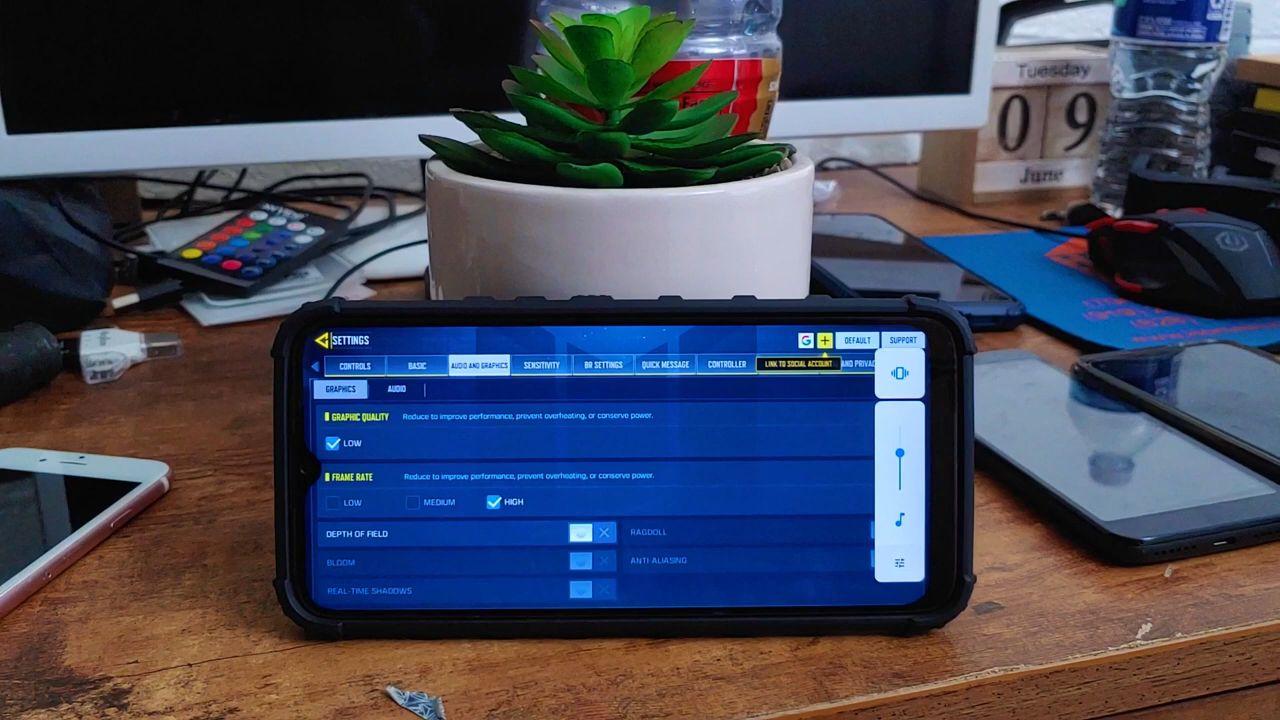 Tuesday
09
June
SETTINGS
G
+
DEFAULT
SUPPORT
CONTROLS
BASIC
AUDIO AND GRAPHICS
SENSITIVITY
BR SETTINGS
QUICK MESSAGE
CONTROLLER
LINK TO SOCIAL ACCOUNT
AND PRIVAC
GRAPHICS
AUDIO
GRAPHIC QUALITY
Reduce to improve performance, prevent overheating, or conserve power.
LOW
FRAME RATE
Reduce to improve performance, prevent overheating, or conserve power.
LOW
MEDIUM
HIGH
DEPTH OF FIELD
RAGDOLL
BLOOM
ANTI-ALIASING
REAL-TIME SHADOWS